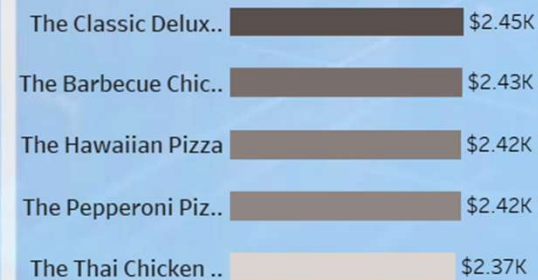 The Classic Delux.. $2.45K
The Barbecue Chic.. $2.43K
The Hawaiian Pizza $2.42K
The Pepperoni Piz.. $2.42K
The Thai Chicken .. $2.37K